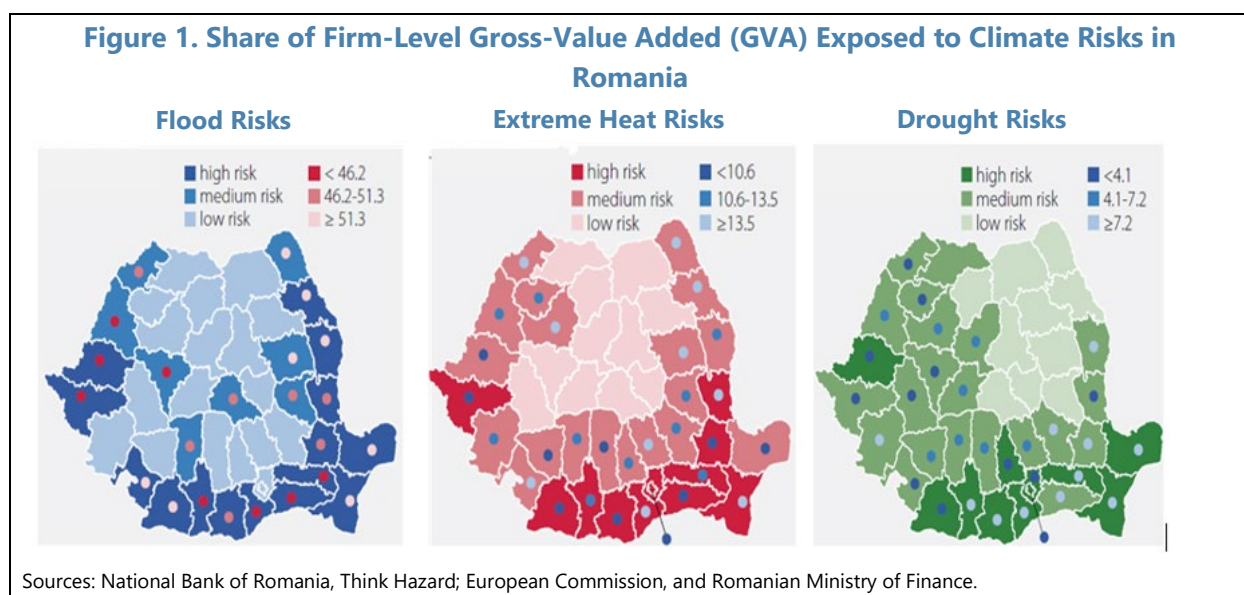 Figure 1. Share of Firm-Level Gross-Value Added (GVA) Exposed to Climate Risks in
Romania
Flood Risks
high risk < 46.2
medium risk 46.2-51.3
low risk ≥ 51.3
Extreme Heat Risks
high risk <10.6
medium risk 10.6-13.5
low risk ≥13.5
Drought Risks
high risk <4.1
medium risk 4.1-7.2
low risk ≥7.2
Sources: National Bank of Romania, Think Hazard; European Commission, and Romanian Ministry of Finance.